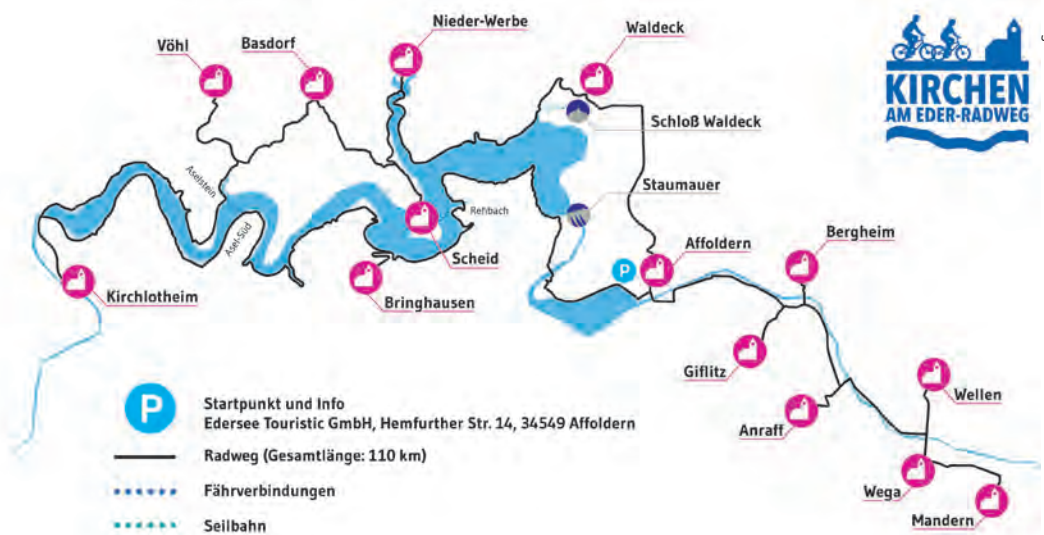 Nieder-Werbe
Waldeck
Vöhl
Basdorf
KIRCHEN
AM EDER-RADWEG
Schloß Waldeck
Aselstein
Staumauer
Rehbach
Asel-Süd
Scheid
Affoldern
Bergheim
P
Kirchlotheim
Bringhausen
Giflitz
Wellen
P
Startpunkt und Info
Edersee Touristic GmbH, Hemfurther Str. 14, 34549 Affoldern
Anraff
Radweg (Gesamtlänge: 110 km)
Fährverbindungen
Wega
Mandern
Seilbahn